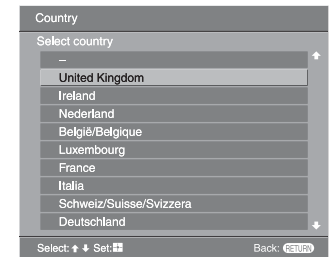 Country
Select country
–
United Kingdom
Ireland
Nederland
België/Belgique
Luxembourg
France
Italia
Schweiz/Suisse/Svizzera
Deutschland
Select: Set: Back: RETURN